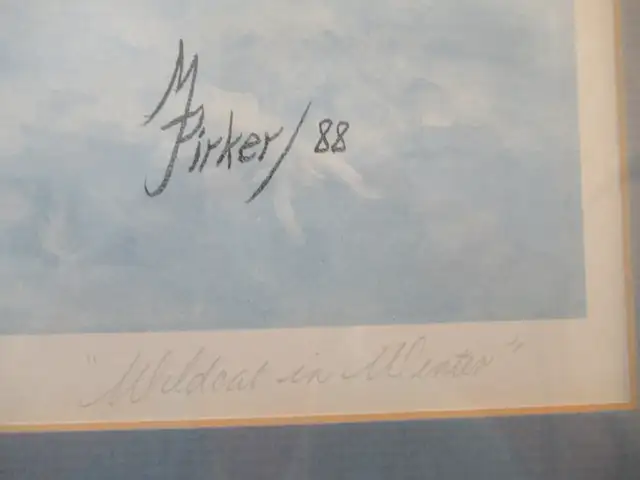 M
Pirker/88
"Wildcat in Winter"